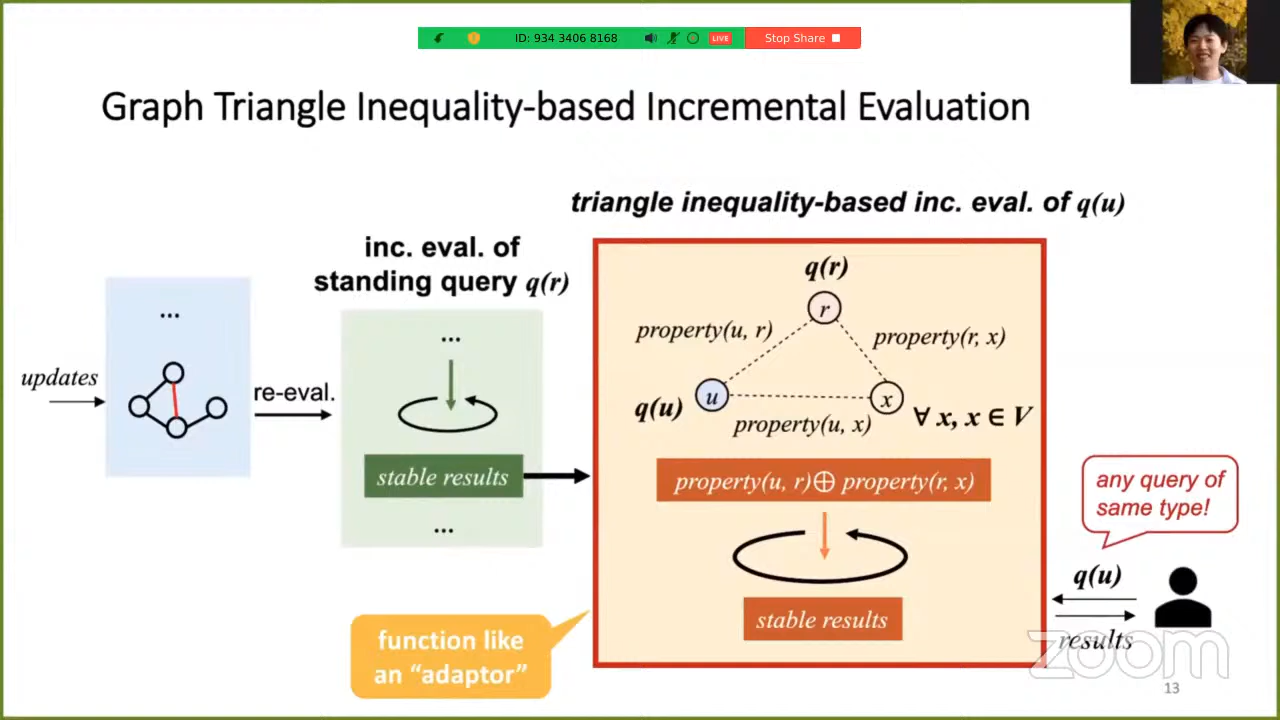 ID: 934 3406 8168
LIVE
Stop Share
Graph Triangle Inequality-based Incremental Evaluation
triangle inequality-based inc. eval. of q(u)
inc. eval. of
standing query q(r)
updates
...
re-eval.
...
stable results
...
q(r)
r
property(u, r)
property(r, x)
q(u)
u
x
property(u, x)
∀ x, x ∈ V
property(u, r)⊕ property(r, x)
stable results
function like
an “adaptor”
any query of
same type!
q(u)
results
zoom
13